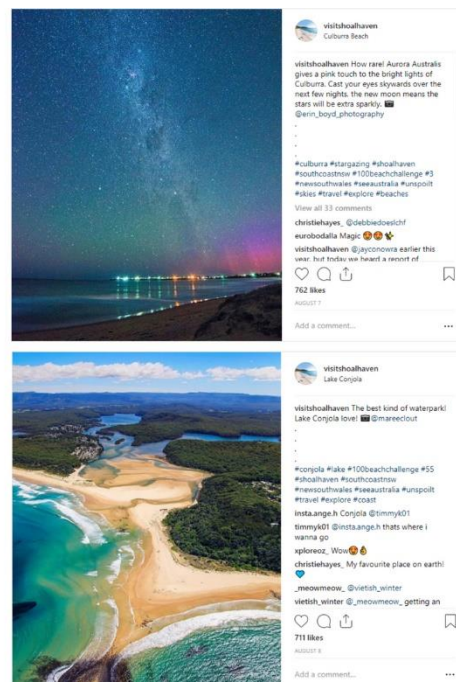 visitshoalhaven
Culburra Beach
visitshoalhaven How rare! Aurora Australis
gives a pink touch to the bright lights of
Culburra. Cast your eyes skywards over the
next few nights, the new moon means the
stars will be extra sparkly.
@erin_boyd_photography
.
.
.
.
#culburra #stargazing #shoalhaven
#southcoastnsw #100beachchallenge #3
#newsouthwales #seeaustralia #unspoilt
#skies #travel #explore #beaches
View all 33 comments
christiehayes_ @debbiedoeslchf
eurobodalla Magic
visitshoalhaven @jayconowra earlier this
year, but today we heard a report of
762 likes
AUGUST 7
Add a comment...
visitshoalhaven
Lake Conjola
visitshoalhaven The best kind of waterpark!
Lake Conjola love! @mareeclout
.
.
.
.
#conjola #lake #100beachchallenge #55
#shoalhaven #southcoastnsw
#newsouthwales #seeaustralia #unspoilt
#travel #explore #coast
insta.ange.h Conjola @timmyk01
timmyk01 @insta.ange.h thats where i
wanna go
xploreoz_ Wow
christiehayes_ My favourite place on earth!
_meowmeow_ @vietish_winter
vietish_winter @_meowmeow_ getting an
711 likes
AUGUST 8
Add a comment...